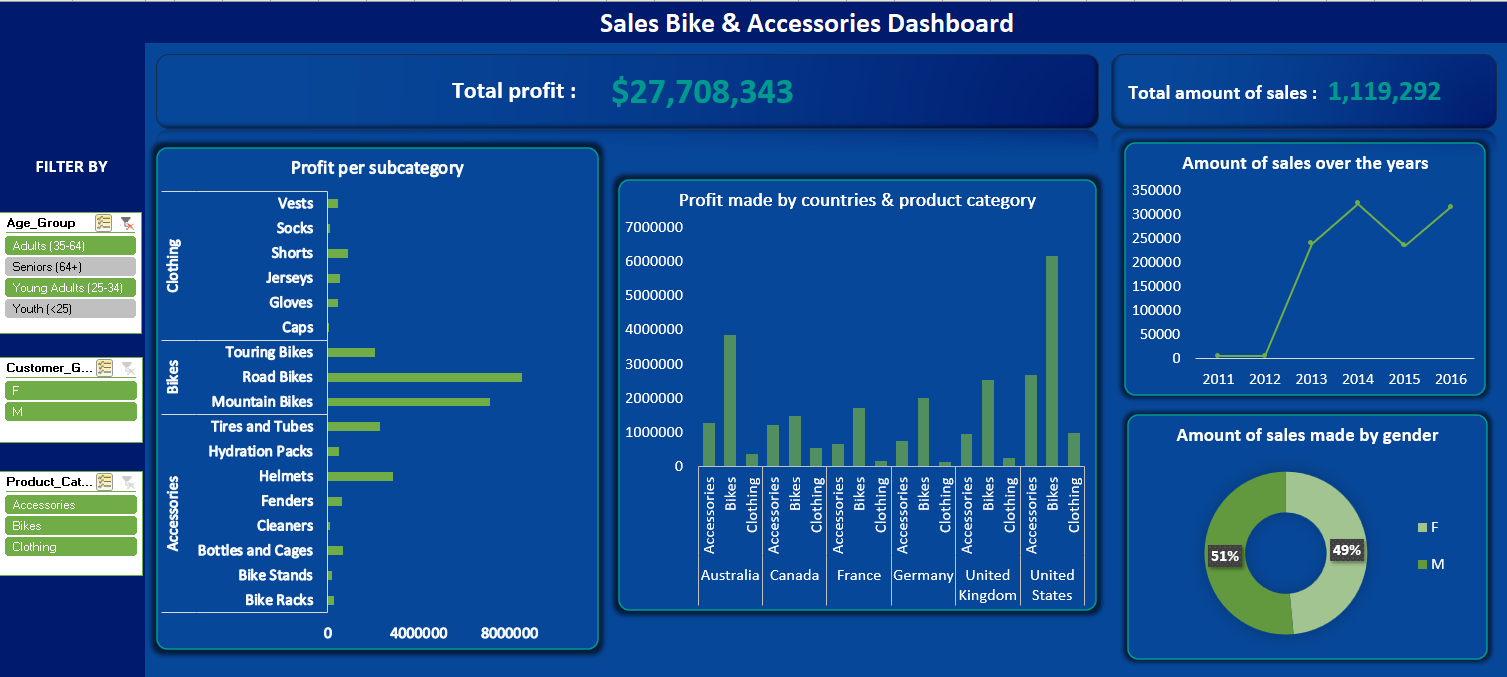 Sales Bike & Accessories Dashboard
Total profit : $27,708,343
Total amount of sales : 1,119,292
FILTER BY
Age_Group
Adults (35-64)
Seniors (64+)
Young Adults (25-34)
Youth (<25)
Customer_G...
F
M
Product_Cat...
Accessories
Bikes
Clothing
Profit per subcategory
Clothing
Vests
Socks
Shorts
Jerseys
Gloves
Caps
Bikes
Touring Bikes
Road Bikes
Mountain Bikes
Accessories
Tires and Tubes
Hydration Packs
Helmets
Fenders
Cleaners
Bottles and Cages
Bike Stands
Bike Racks
0 4000000 8000000
Profit made by countries & product category
7000000
6000000
5000000
4000000
3000000
2000000
1000000
0
Accessories Bikes Clothing Accessories Bikes Clothing Accessories Bikes Clothing Accessories Bikes Clothing Accessories Bikes Clothing Accessories Bikes Clothing
Australia Canada France Germany United United
Kingdom States
Amount of sales over the years
350000
300000
250000
200000
150000
100000
50000
0
2011 2012 2013 2014 2015 2016
Amount of sales made by gender
51% 49%
F
M